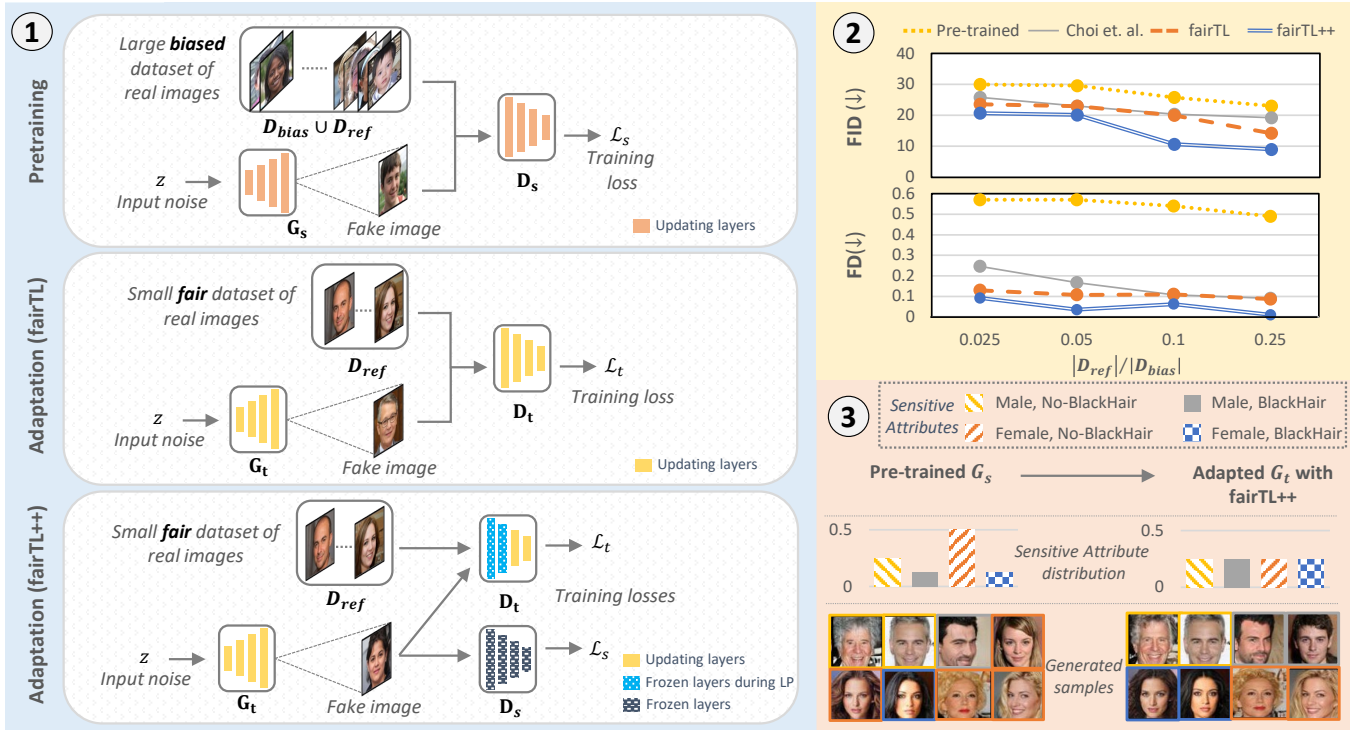 1
Pretraining
Large biased
dataset of
real images
D_bias ∪ D_ref
z
Input noise
G_s
Fake image
D_s
ℒ_s
Training
loss
Updating layers
Adaptation (fairTL)
Small fair dataset of
real images
D_ref
z
Input noise
G_t
Fake image
D_t
ℒ_t
Training loss
Updating layers
Adaptation (fairTL++)
Small fair dataset of
real images
D_ref
z
Input noise
G_t
Fake image
D_t
ℒ_t
Training losses
D_s
ℒ_s
Updating layers
Frozen layers during LP
Frozen layers
2
Pre-trained Choi et. al. fairTL fairTL++
FID (↓)
40
30
20
10
0
FD(↓)
0.6
0.5
0.4
0.3
0.2
0.1
0
0.025 0.05 0.1 0.25
|D_ref|/|D_bias|
3
Sensitive
Attributes
Male, No-BlackHair Male, BlackHair
Female, No-BlackHair Female, BlackHair
Pre-trained G_s
Adapted G_t with
fairTL++
0.5
0
Sensitive Attribute
distribution
0.5
0
Generated
samples